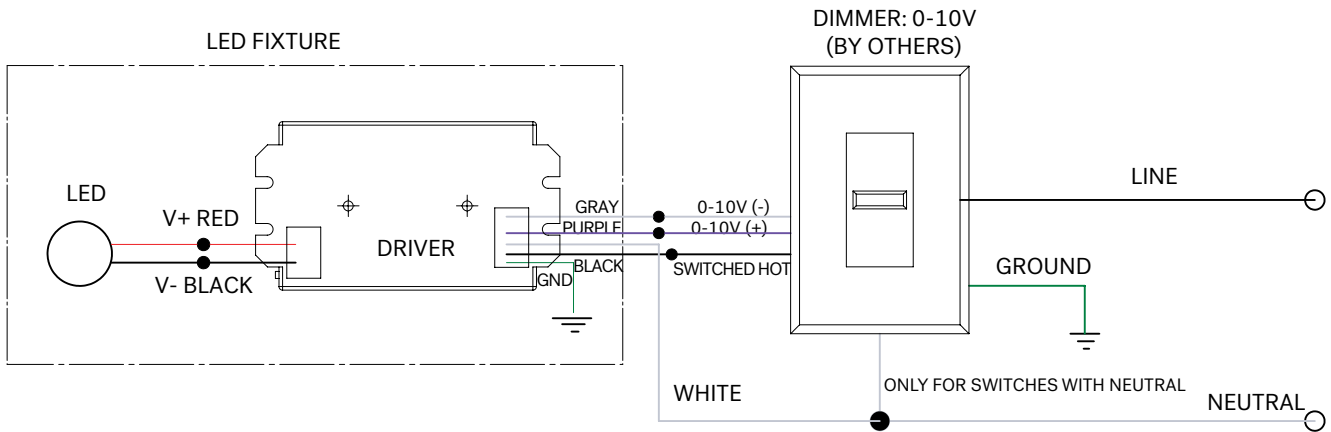 DIMMER: 0-10V
(BY OTHERS)
LED FIXTURE
LED
V+ RED
V- BLACK
DRIVER
GRAY
0-10V (-)
PURPLE
0-10V (+)
BLACK
SWITCHED HOT
GND
LINE
GROUND
WHITE
ONLY FOR SWITCHES WITH NEUTRAL
NEUTRAL